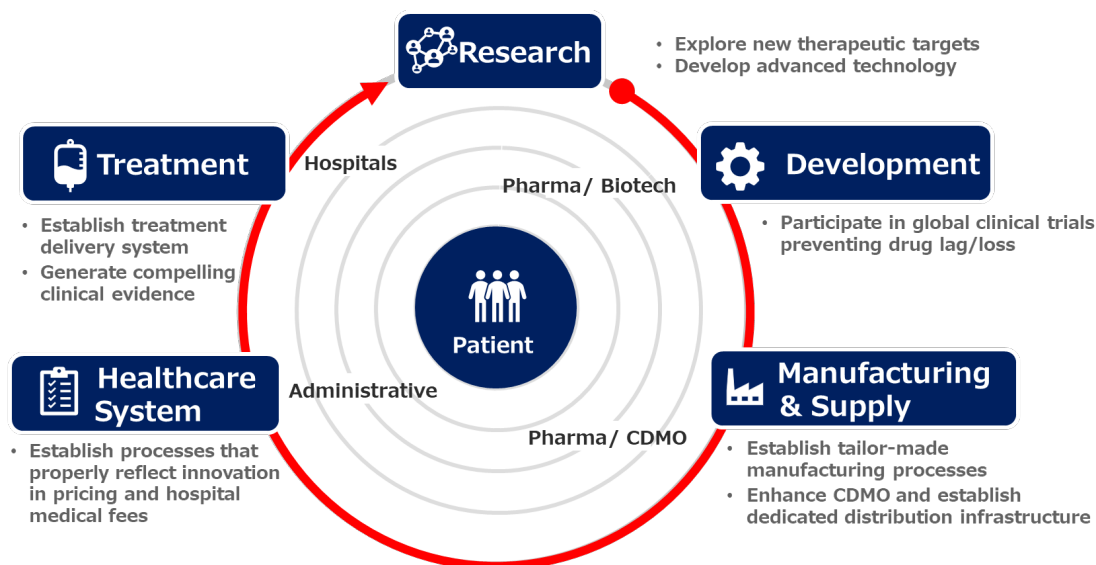 Research
• Explore new therapeutic targets
• Develop advanced technology
Treatment
Hospitals
Pharma/ Biotech
Development
• Establish treatment
delivery system
• Generate compelling
clinical evidence
• Participate in global clinical trials
preventing drug lag/loss
Patient
Healthcare
System
Administrative
Manufacturing
& Supply
Pharma/ CDMO
• Establish processes that
properly reflect innovation
in pricing and hospital
medical fees
• Establish tailor-made
manufacturing processes
• Enhance CDMO and establish
dedicated distribution infrastructure